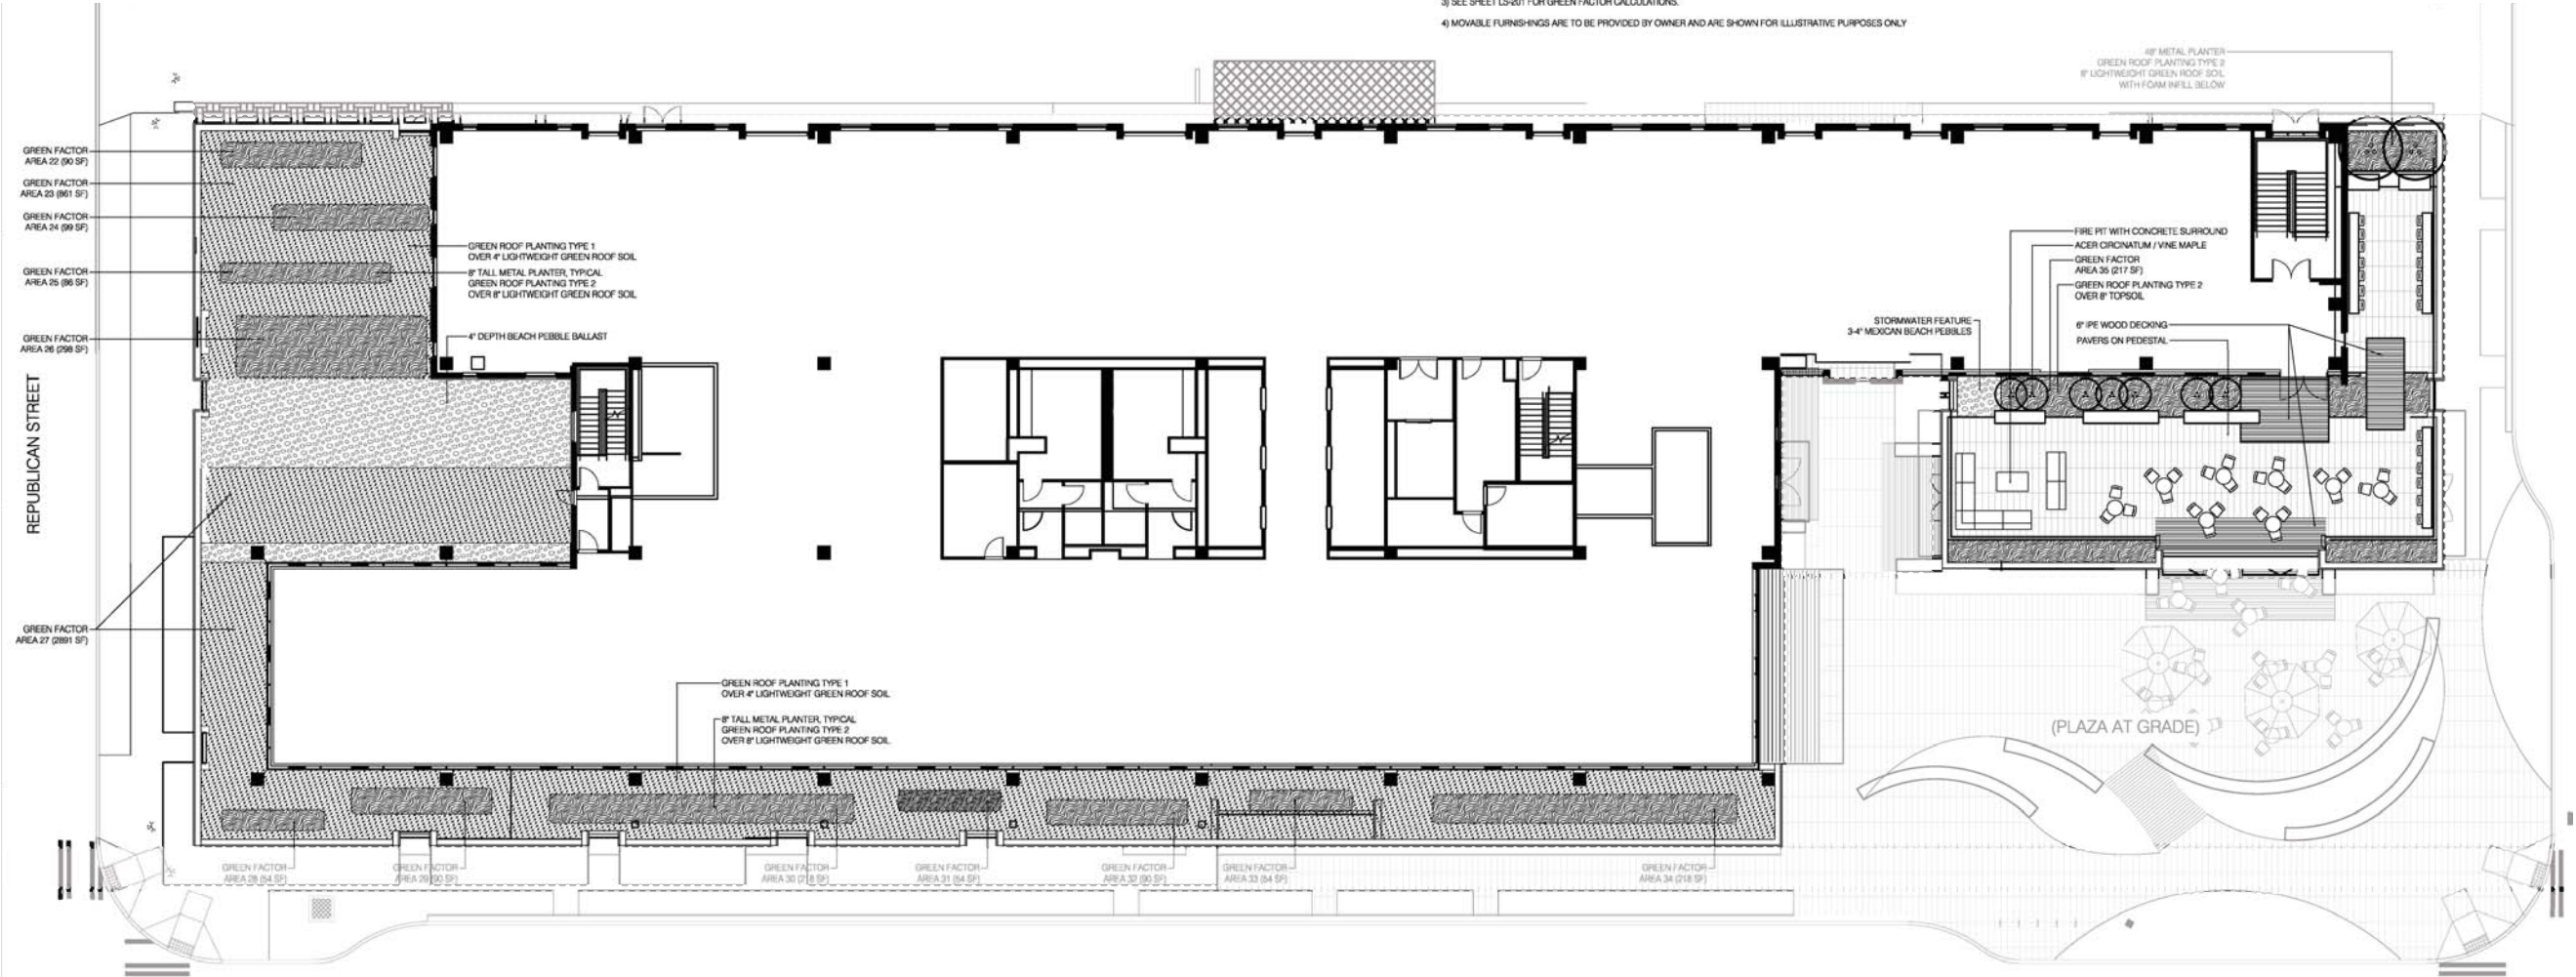 3) SEE SHEET LS-201 FOR GREEN FACTOR CALCULATIONS.
4) MOVABLE FURNISHINGS ARE TO BE PROVIDED BY OWNER AND ARE SHOWN FOR ILLUSTRATIVE PURPOSES ONLY
48" METAL PLANTER
GREEN ROOF PLANTING TYPE 2
8" LIGHTWEIGHT GREEN ROOF SOIL
WITH FOAM INFILL BELOW
GREEN FACTOR
AREA 22 (90 SF)
GREEN FACTOR
AREA 23 (861 SF)
GREEN FACTOR
AREA 24 (99 SF)
GREEN FACTOR
AREA 25 (86 SF)
GREEN FACTOR
AREA 26 (298 SF)
GREEN ROOF PLANTING TYPE 1
OVER 4" LIGHTWEIGHT GREEN ROOF SOIL
8" TALL METAL PLANTER, TYPICAL
GREEN ROOF PLANTING TYPE 2
OVER 8" LIGHTWEIGHT GREEN ROOF SOIL
4" DEPTH BEACH PEBBLE BALLAST
FIRE PIT WITH CONCRETE SURROUND
ACER CIRCINATUM / VINE MAPLE
GREEN FACTOR
AREA 35 (217 SF)
GREEN ROOF PLANTING TYPE 2
OVER 8" TOPSOIL
STORMWATER FEATURE
3-4" MEXICAN BEACH PEBBLES
6" IPE WOOD DECKING
PAVERS ON PEDESTAL
REPUBLICAN STREET
GREEN FACTOR
AREA 27 (2891 SF)
GREEN ROOF PLANTING TYPE 1
OVER 4" LIGHTWEIGHT GREEN ROOF SOIL
8" TALL METAL PLANTER, TYPICAL
GREEN ROOF PLANTING TYPE 2
OVER 8" LIGHTWEIGHT GREEN ROOF SOIL
(PLAZA AT GRADE)
GREEN FACTOR
AREA 28 (54 SF)
GREEN FACTOR
AREA 29 (90 SF)
GREEN FACTOR
AREA 30 (218 SF)
GREEN FACTOR
AREA 31 (54 SF)
GREEN FACTOR
AREA 32 (90 SF)
GREEN FACTOR
AREA 33 (54 SF)
GREEN FACTOR
AREA 34 (218 SF)